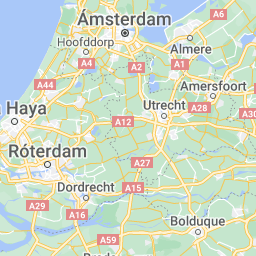 Ámsterdam
A6
Hoofddorp
Almere
A4
A2
A1
A44
Amersfoort
Haya
Utrecht
A28
A12
A30
Róterdam
A27
Dordrecht
A15
A29
A16
Bolduque
A59